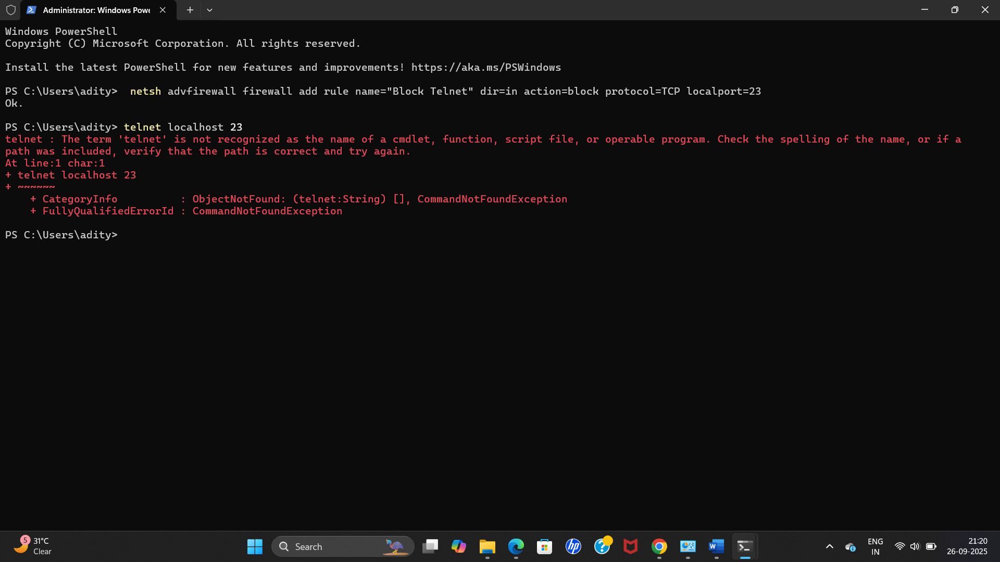 Administrator: Windows Powe
Windows PowerShell
Copyright (C) Microsoft Corporation. All rights reserved.
Install the latest PowerShell for new features and improvements! https://aka.ms/PSWindows
PS C:\Users\adity>  netsh advfirewall firewall add rule name="Block Telnet" dir=in action=block protocol=TCP localport=23
Ok.
PS C:\Users\adity> telnet localhost 23
telnet : The term 'telnet' is not recognized as the name of a cmdlet, function, script file, or operable program. Check the spelling of the name, or if a
path was included, verify that the path is correct and try again.
At line:1 char:1
+ telnet localhost 23
+ ~~~~~~
    + CategoryInfo          : ObjectNotFound: (telnet:String) [], CommandNotFoundException
    + FullyQualifiedErrorId : CommandNotFoundException
PS C:\Users\adity>
5
31°C
Clear
Search
hp
?
W
ENG
IN
21:20
26-09-2025